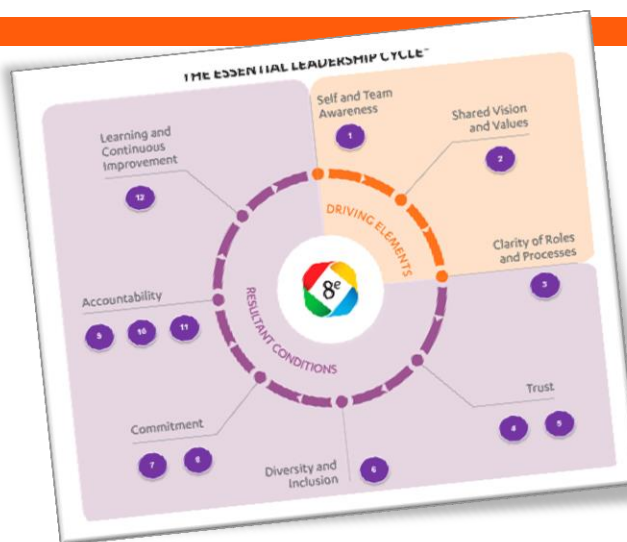 THE ESSENTIAL LEADERSHIP CYCLE™
Self and Team
Awareness
1
Shared Vision
and Values
2
Clarity of Roles
and Processes
3
Trust
4 5
Diversity and
Inclusion
6
Commitment
7 8
Accountability
9 10 11
Learning and
Continuous
Improvement
12
DRIVING ELEMENTS
RESULTANT CONDITIONS
8e